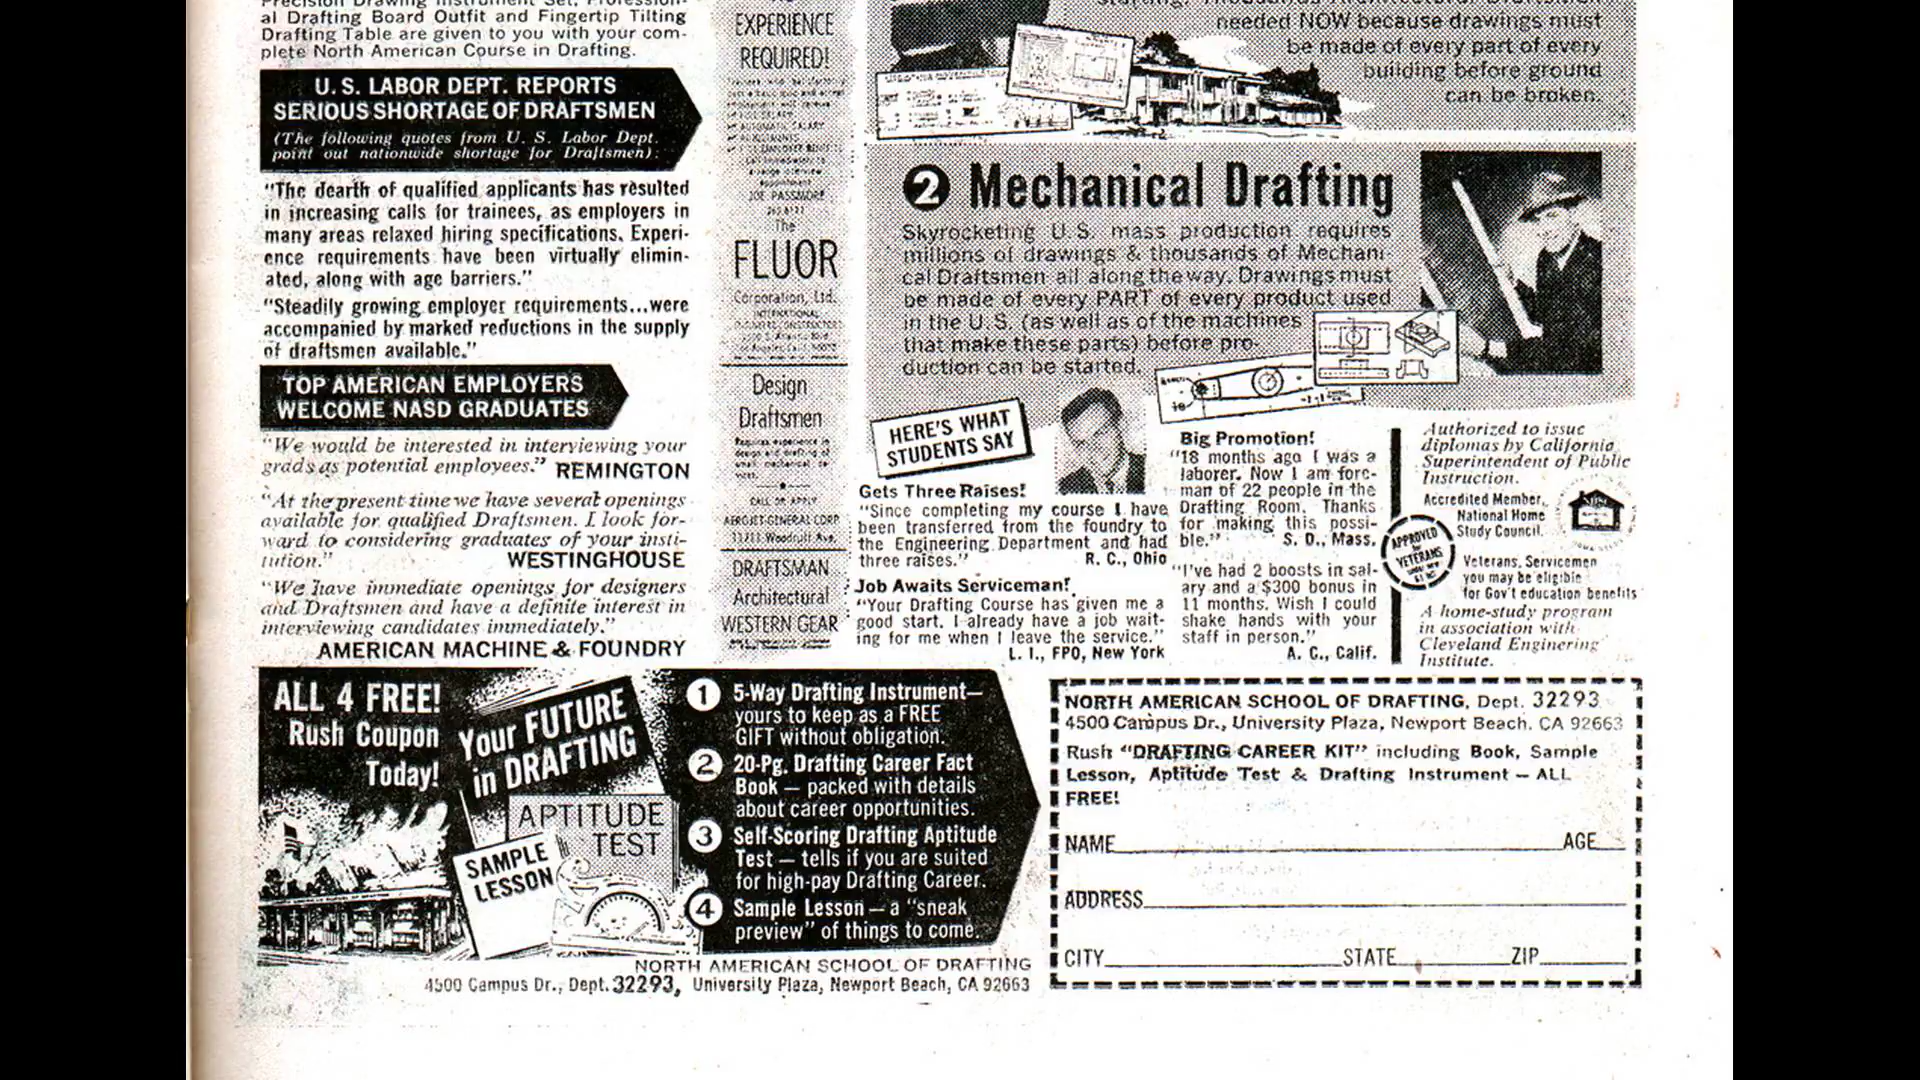 al Drafting Board Outfit and Fingertip Tilting
Drafting Table are given to you with your com-
plete North American Course in Drafting.
U. S. LABOR DEPT. REPORTS
SERIOUS SHORTAGE OF DRAFTSMEN
(The following quotes from U. S. Labor Dept.
point out nationwide shortage for Draftsmen):
"The dearth of qualified applicants has resulted
in increasing calls for trainees, as employers in
many areas relaxed hiring specifications. Experi-
ence requirements have been virtually elimin-
ated, along with age barriers."
"Steadily growing employer requirements...were
accompanied by marked reductions in the supply
of draftsmen available."
TOP AMERICAN EMPLOYERS
WELCOME NASD GRADUATES
"We would be interested in interviewing your
grads as potential employees." REMINGTON
"At the present time we have several openings
available for qualified Draftsmen. I look for-
ward to considering graduates of your insti-
tution." WESTINGHOUSE
"We have immediate openings for designers
and Draftsmen and have a definite interest in
interviewing candidates immediately."
AMERICAN MACHINE & FOUNDRY
EXPERIENCE
REQUIRED!
JOE PASSMORE
The
FLUOR
Corporation, Ltd.
INTERNATIONAL
Design
Draftsmen
CALL OR APPLY
AEROJET-GENERAL CORP.
11711 Woodruff Ave.
DRAFTSMAN
Architectural
WESTERN GEAR
needed NOW because drawings must
be made of every part of every
building before ground
can be broken.
2 Mechanical Drafting
Skyrocketing U.S. mass production requires
millions of drawings & thousands of Mechani-
cal Draftsmen all along the way. Drawings must
be made of every PART of every product used
in the U.S. (as well as of the machines
that make these parts) before pro-
duction can be started.
HERE'S WHAT
STUDENTS SAY
Gets Three Raises!
"Since completing my course I have
been transferred from the foundry to
the Engineering Department and had
three raises." R. C., Ohio
Job Awaits Serviceman!
"Your Drafting Course has given me a
good start. I already have a job wait-
ing for me when I leave the service."
L. I., FPO, New York
Big Promotion!
"18 months ago I was a
laborer. Now I am fore-
man of 22 people in the
Drafting Room. Thanks
for making this possi-
ble." S. D., Mass.
"I've had 2 boosts in sal-
ary and a $300 bonus in
11 months. Wish I could
shake hands with your
staff in person."
A. C., Calif.
Authorized to issue
diplomas by California
Superintendent of Public
Instruction.
Accredited Member,
National Home
Study Council.
APPROVED
for
VETERANS
Veterans, Servicemen
you may be eligible
for Gov't education benefits
A home-study program
in association with
Cleveland Enginering
Institute.
ALL 4 FREE!
Rush Coupon
Today!
Your FUTURE
in DRAFTING
APTITUDE
TEST
SAMPLE
LESSON
1 5-Way Drafting Instrument—
yours to keep as a FREE
GIFT without obligation.
2 20-Pg. Drafting Career Fact
Book — packed with details
about career opportunities.
3 Self-Scoring Drafting Aptitude
Test — tells if you are suited
for high-pay Drafting Career.
4 Sample Lesson — a "sneak
preview" of things to come.
NORTH AMERICAN SCHOOL OF DRAFTING
4500 Campus Dr., Dept. 32293, University Plaza, Newport Beach, CA 92663
NORTH AMERICAN SCHOOL OF DRAFTING, Dept. 32293
4500 Campus Dr., University Plaza, Newport Beach. CA 92663
Rush "DRAFTING CAREER KIT" including Book, Sample
Lesson, Aptitude Test & Drafting Instrument — ALL
FREE!
NAME AGE
ADDRESS
CITY STATE ZIP